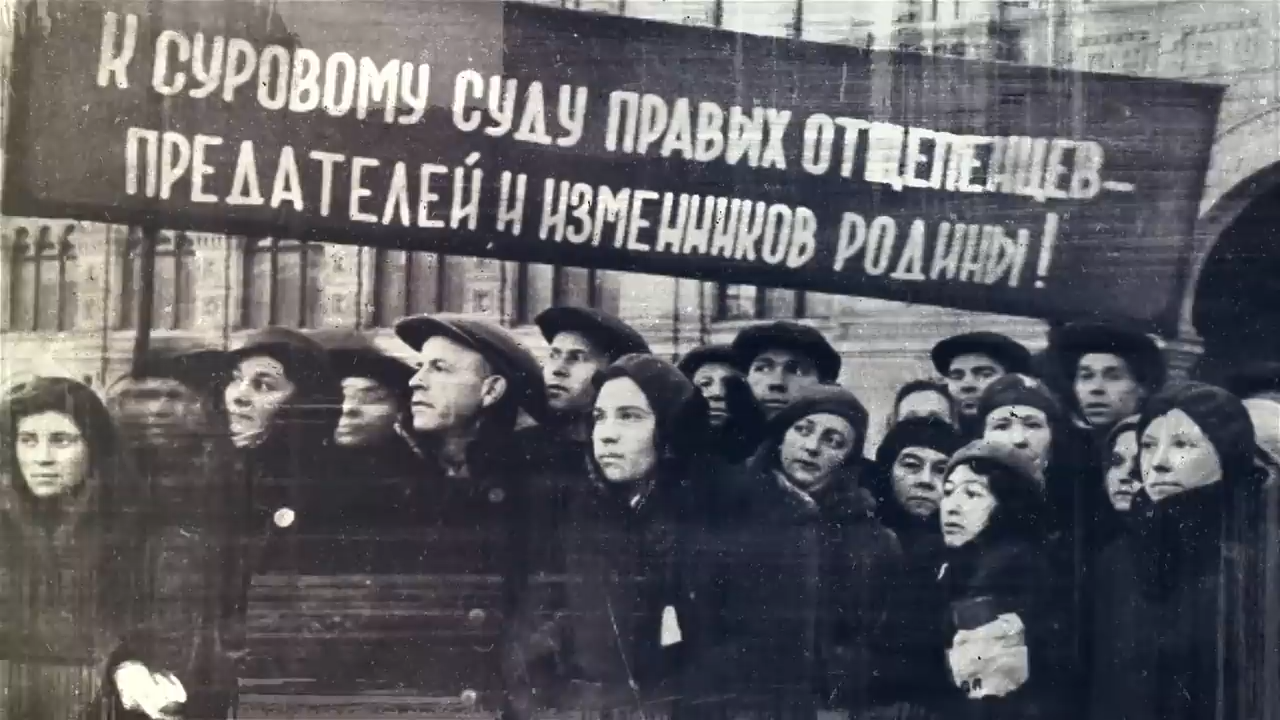 К СУРОВОМУ СУДУ ПРАВЫХ ОТЩЕПЕНЦЕВ–
ПРЕДАТЕЛЕЙ И ИЗМЕННИКОВ РОДИНЫ!